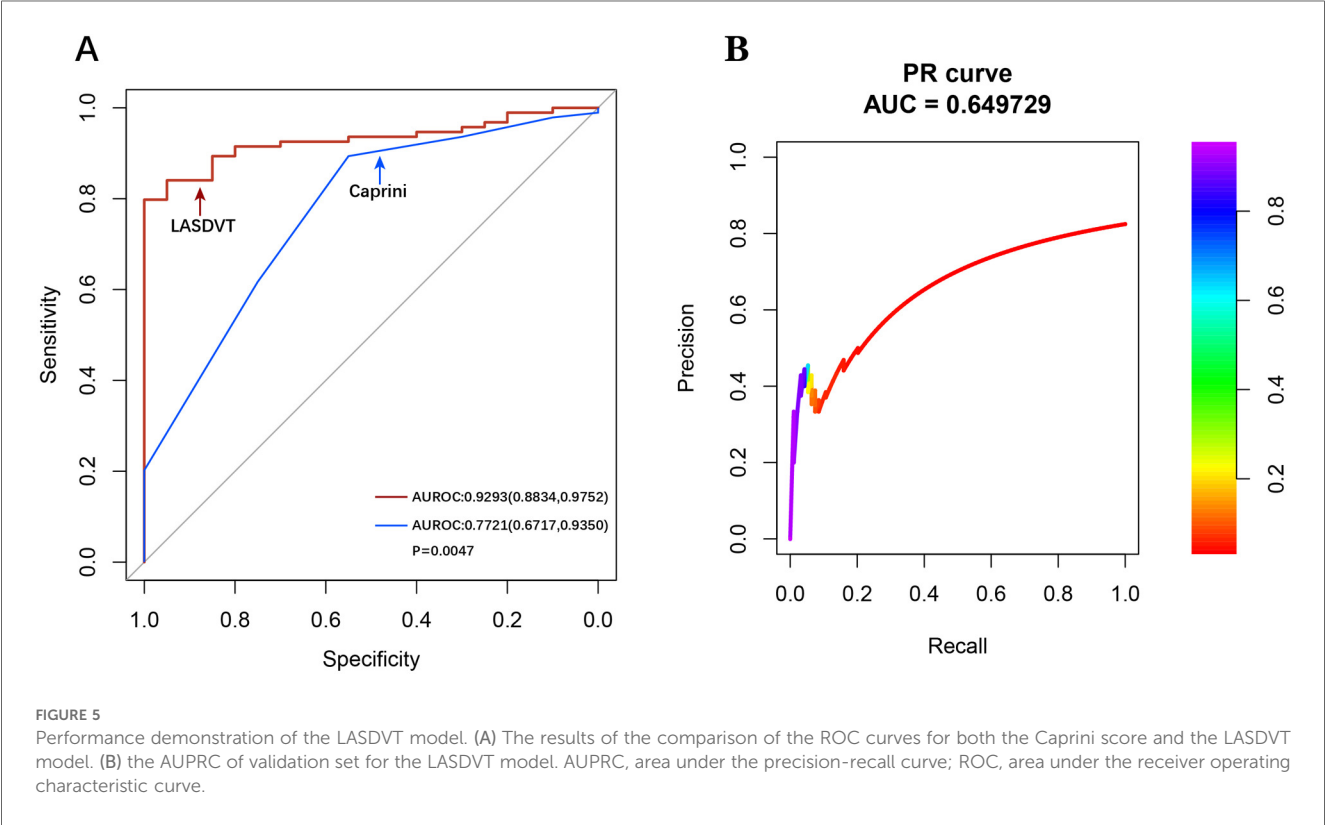 A
1.0
0.8
0.6
0.4
0.2
0.0
Sensitivity
LASDVT
Caprini
AUROC:0.9293(0.8834,0.9752)
AUROC:0.7721(0.6717,0.9350)
P=0.0047
1.0 0.8 0.6 0.4 0.2 0.0
Specificity
B
PR curve
AUC = 0.649729
1.0
0.8
0.6
0.4
0.2
0.0
Precision
0.0 0.2 0.4 0.6 0.8 1.0
Recall
0.8
0.6
0.4
0.2
FIGURE 5
Performance demonstration of the LASDVT model. (A) The results of the comparison of the ROC curves for both the Caprini score and the LASDVT
model. (B) the AUPRC of validation set for the LASDVT model. AUPRC, area under the precision-recall curve; ROC, area under the receiver operating
characteristic curve.